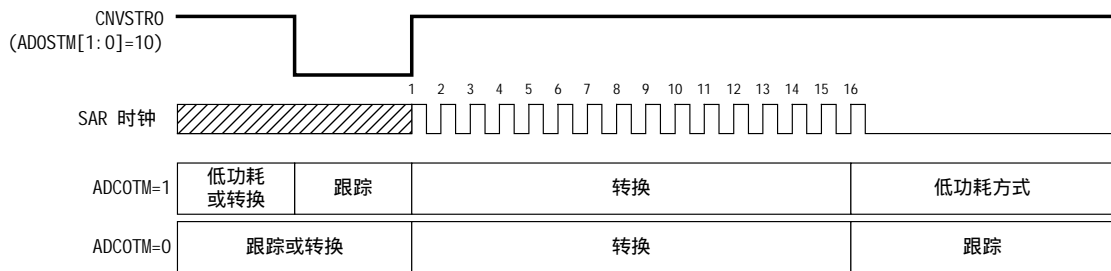 CNVSTR0
(AD0STM[1:0]=10)
1 2 3 4 5 6 7 8 9 10 11 12 13 14 15 16
SAR 时钟
ADC0TM=1 低功耗或转换 跟踪 转换 低功耗方式
ADC0TM=0 跟踪或转换 转换 跟踪